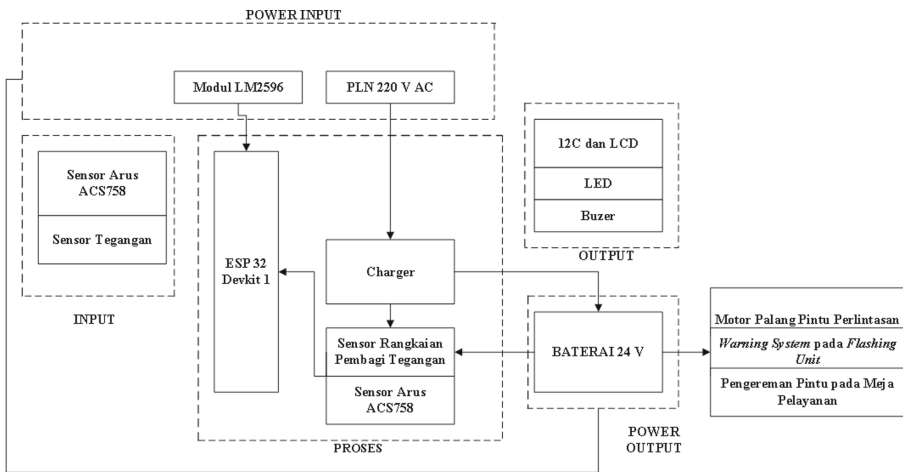 POWER INPUT
Modul LM2596
PLN 220 V AC
Sensor Arus
ACS758
Sensor Tegangan
INPUT
ESP 32
Devkit 1
Charger
Sensor Rangkaian
Pembagi Tegangan
Sensor Arus
ACS758
PROSES
12C dan LCD
LED
Buzer
OUTPUT
BATERAI 24 V
POWER
OUTPUT
Motor Palang Pintu Perlintasan
Warning System pada Flashing
Unit
Pengereman Pintu pada Meja
Pelayanan